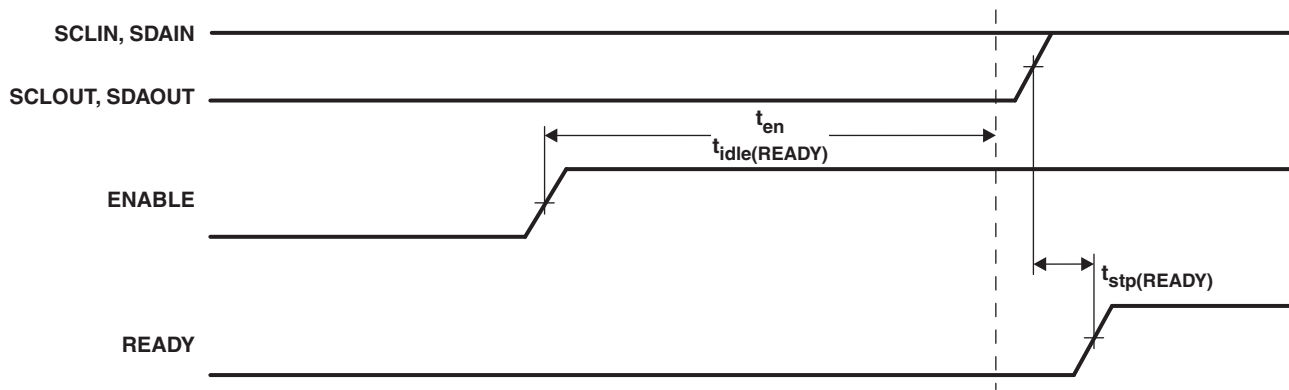 SCLIN, SDAIN
SCLOUT, SDAOUT
ten
tidle(READY)
ENABLE
tstp(READY)
READY